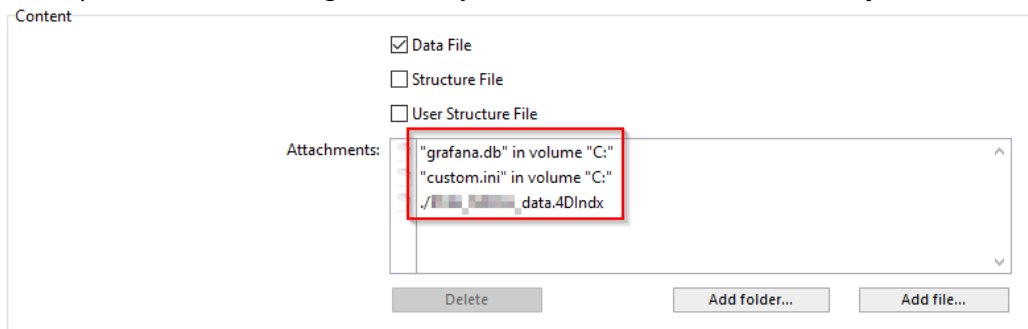 Content
Data File
Structure File
User Structure File
Attachments:
"grafana.db" in volume "C:"
"custom.ini" in volume "C:"
./ _data.4DIndx
Delete Add folder... Add file...